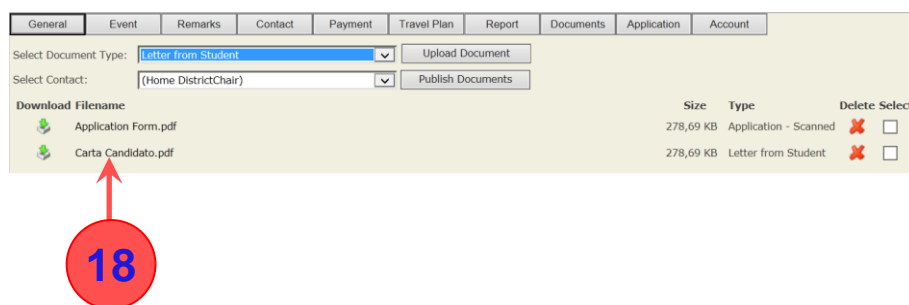 General Event Remarks Contact Payment Travel Plan Report Documents Application Account
Select Document Type: Letter from Student Upload Document
Select Contact: (Home DistrictChair) Publish Documents
Download Filename Size Type Delete Select
Application Form.pdf 278,69 KB Application - Scanned
Carta Candidato.pdf 278,69 KB Letter from Student
18